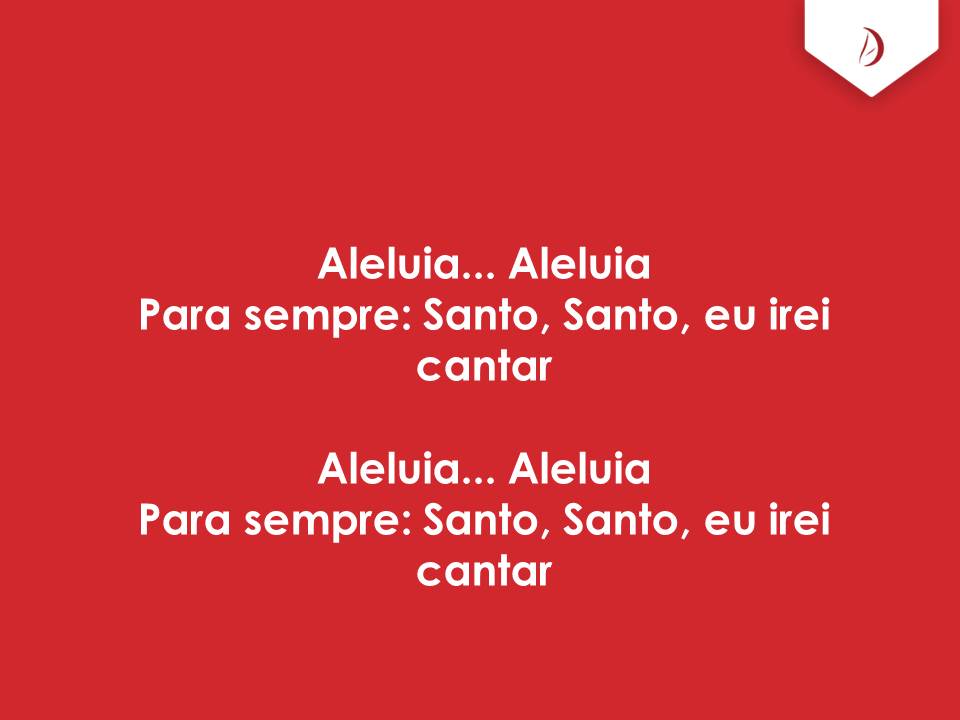 Aleluia... Aleluia
Para sempre: Santo, Santo, eu irei
cantar
Aleluia... Aleluia
Para sempre: Santo, Santo, eu irei
cantar